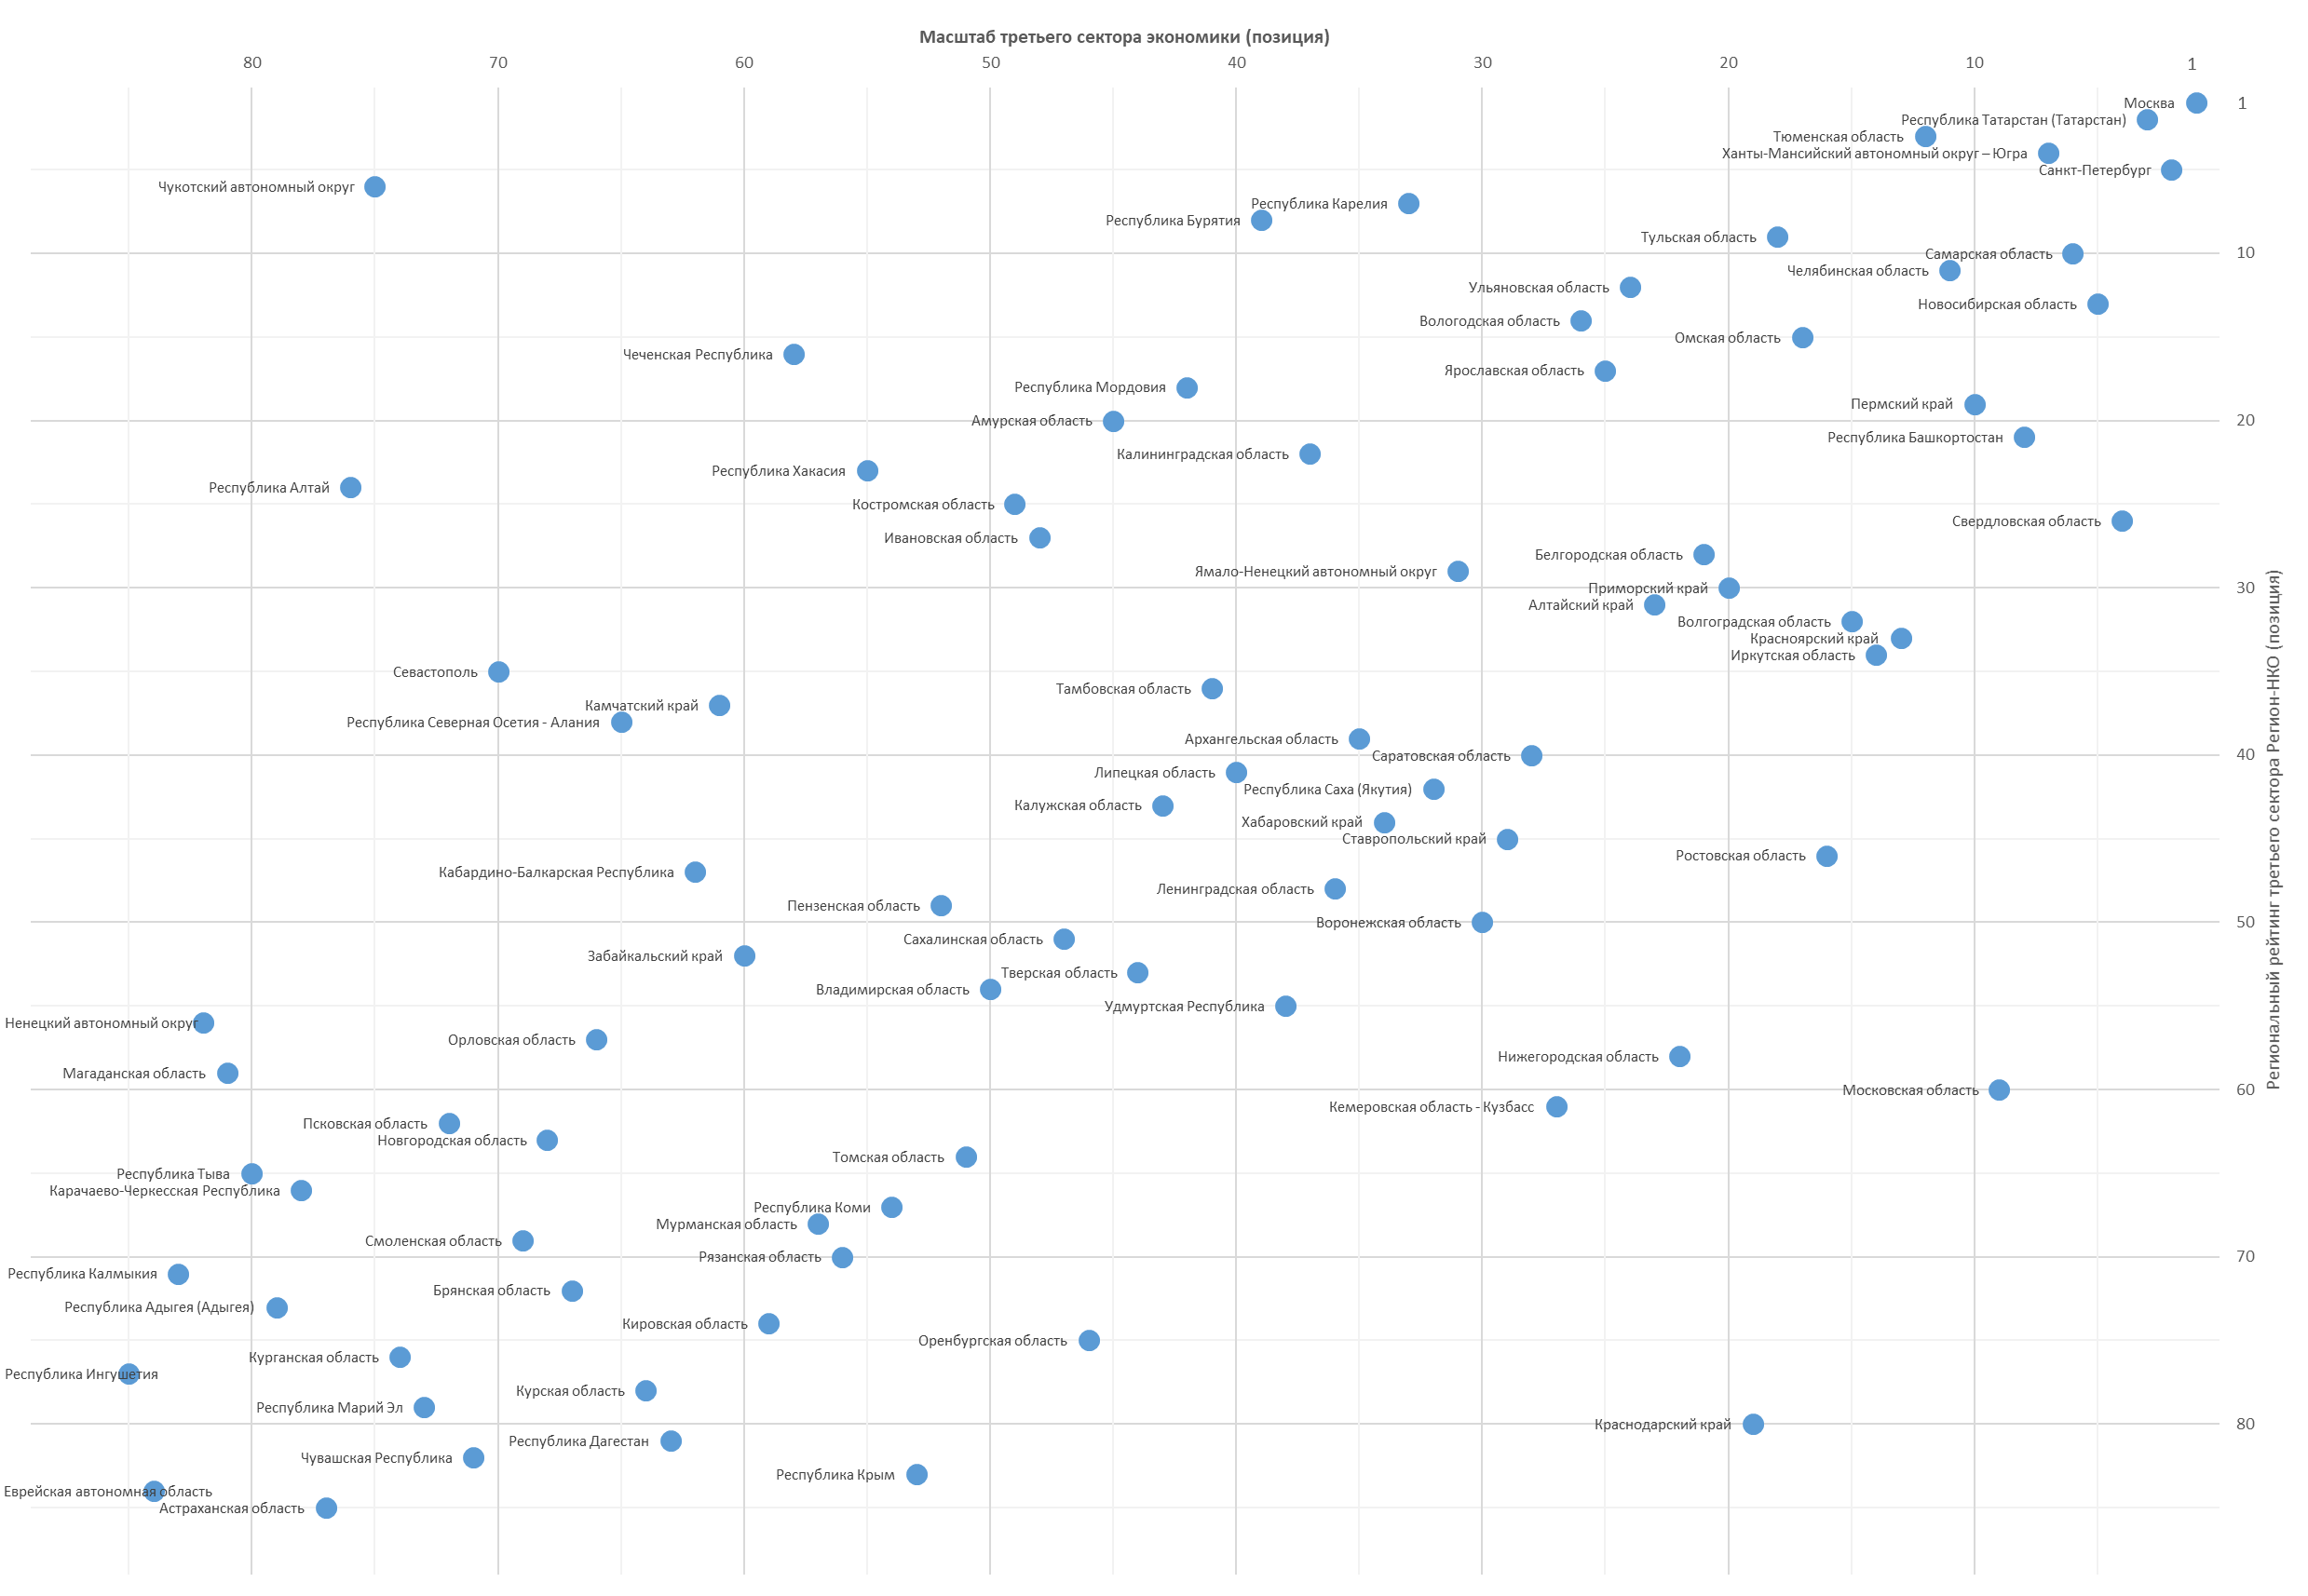 Масштаб третьего сектора экономики (позиция)
80 70 60 50 40 30 20 10 1
Москва 1
Республика Татарстан (Татарстан)
Тюменская область
Ханты-Мансийский автономный округ – Югра
Санкт-Петербург
Чукотский автономный округ
Республика Карелия
Республика Бурятия
Тульская область
Самарская область 10
Челябинская область
Ульяновская область
Новосибирская область
Вологодская область
Омская область
Чеченская Республика
Ярославская область
Республика Мордовия
Пермский край
Амурская область 20
Республика Башкортостан
Калининградская область
Республика Хакасия
Республика Алтай
Костромская область
Свердловская область
Ивановская область
Белгородская область
Ямало-Ненецкий автономный округ
Приморский край 30
Алтайский край
Волгоградская область
Красноярский край
Иркутская область
Севастополь
Тамбовская область
Камчатский край
Республика Северная Осетия - Алания
Архангельская область
Саратовская область 40
Липецкая область
Республика Саха (Якутия)
Калужская область
Хабаровский край
Ставропольский край
Ростовская область
Кабардино-Балкарская Республика
Ленинградская область
Пензенская область
Воронежская область 50
Сахалинская область
Забайкальский край
Тверская область
Владимирская область
Удмуртская Республика
Ненецкий автономный округ
Орловская область
Нижегородская область
Магаданская область
Московская область 60
Кемеровская область - Кузбасс
Псковская область
Новгородская область
Томская область
Республика Тыва
Карачаево-Черкесская Республика
Республика Коми
Мурманская область
Смоленская область
Рязанская область 70
Республика Калмыкия
Брянская область
Республика Адыгея (Адыгея)
Кировская область
Оренбургская область
Курганская область
Республика Ингушетия
Курская область
Республика Марий Эл
Краснодарский край 80
Республика Дагестан
Чувашская Республика
Республика Крым
Еврейская автономная область
Астраханская область
Региональный рейтинг третьего сектора Регион-НКО (позиция)